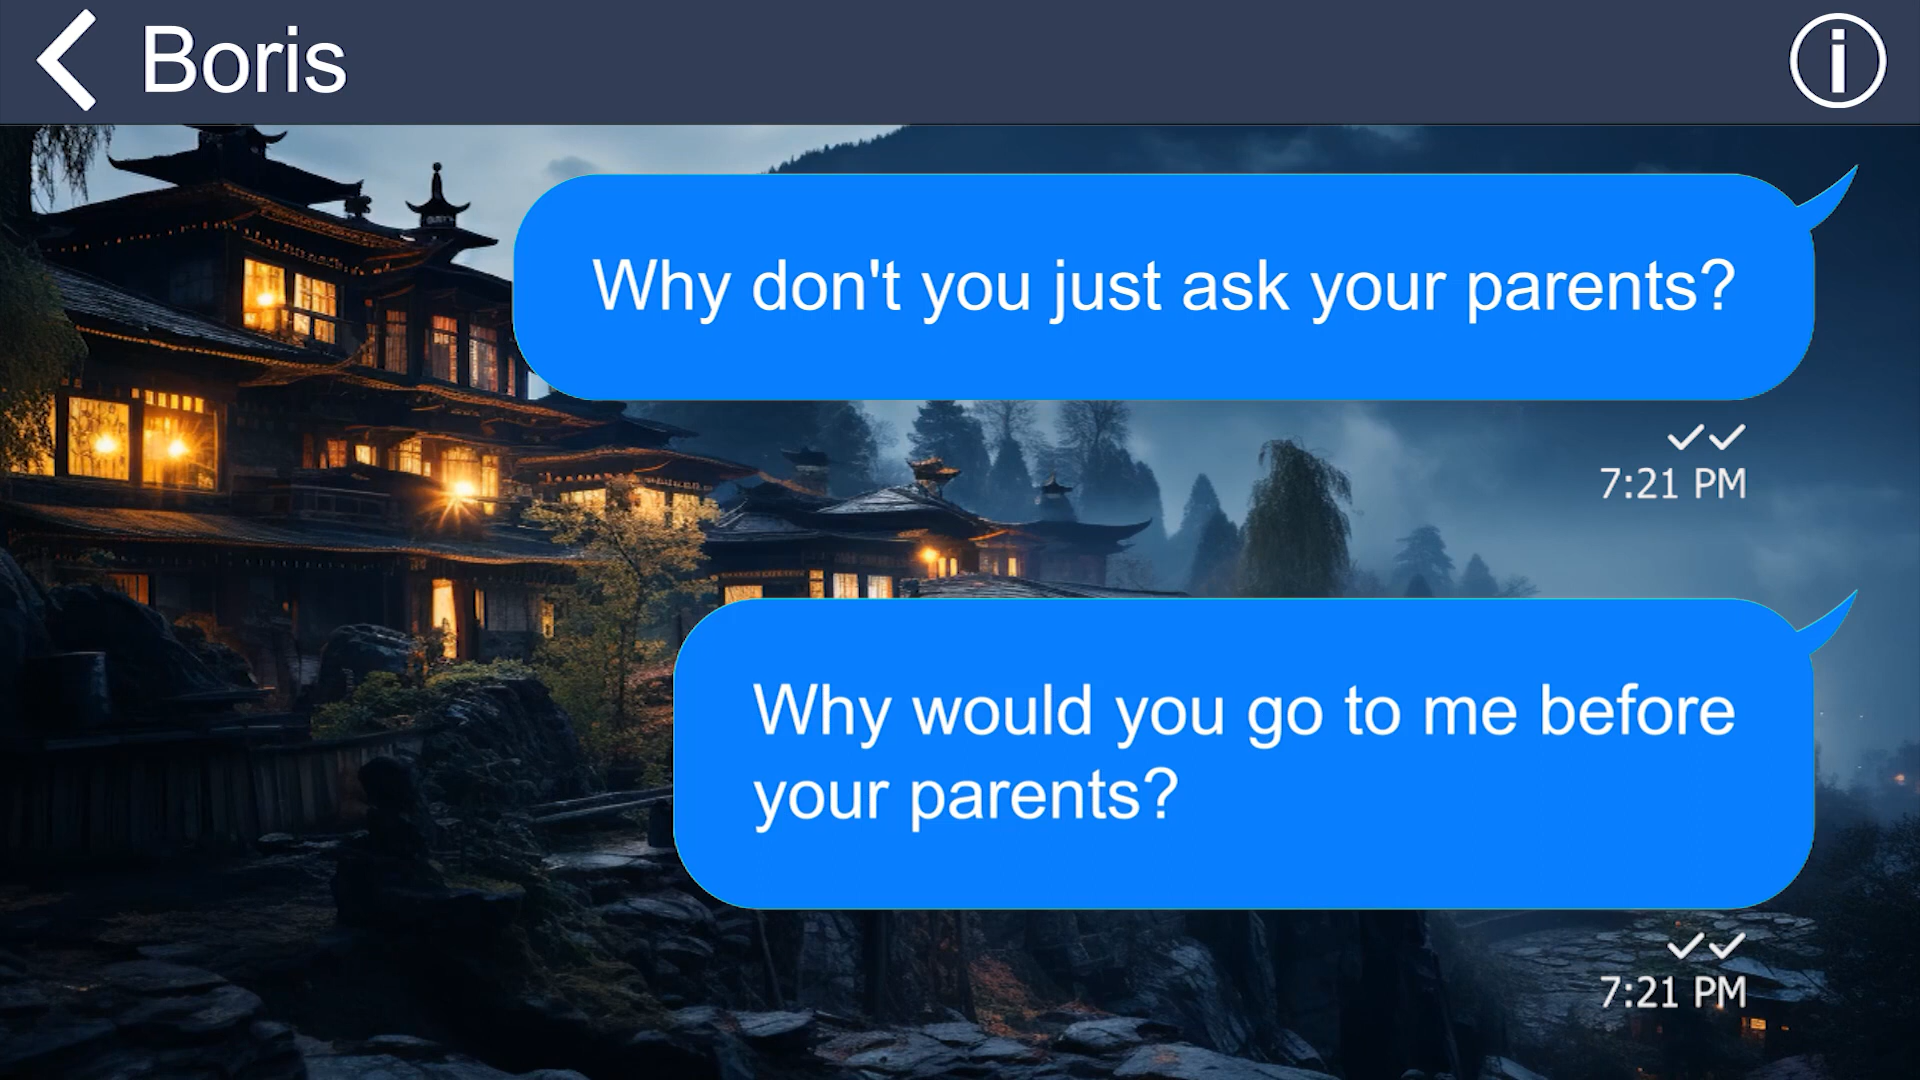 Boris
Why don't you just ask your parents?
7:21 PM
Why would you go to me before
your parents?
7:21 PM